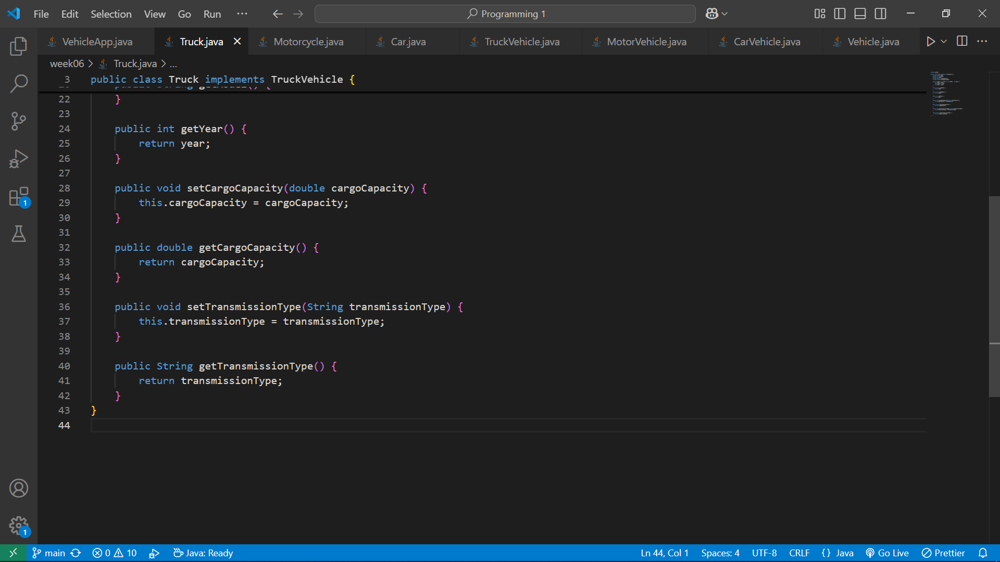 File Edit Selection View Go Run ··· Programming 1
VehicleApp.java Truck.java Motorcycle.java Car.java TruckVehicle.java MotorVehicle.java CarVehicle.java Vehicle.java
week06 > Truck.java > ...
3 public class Truck implements TruckVehicle {
22 }
23
24 public int getYear() {
25 return year;
26 }
27
28 public void setCargoCapacity(double cargoCapacity) {
29 this.cargoCapacity = cargoCapacity;
30 }
31
32 public double getCargoCapacity() {
33 return cargoCapacity;
34 }
35
36 public void setTransmissionType(String transmissionType) {
37 this.transmissionType = transmissionType;
38 }
39
40 public String getTransmissionType() {
41 return transmissionType;
42 }
43 }
44
1
1
main 0 10 Java: Ready Ln 44, Col 1 Spaces: 4 UTF-8 CRLF {} Java Go Live Prettier